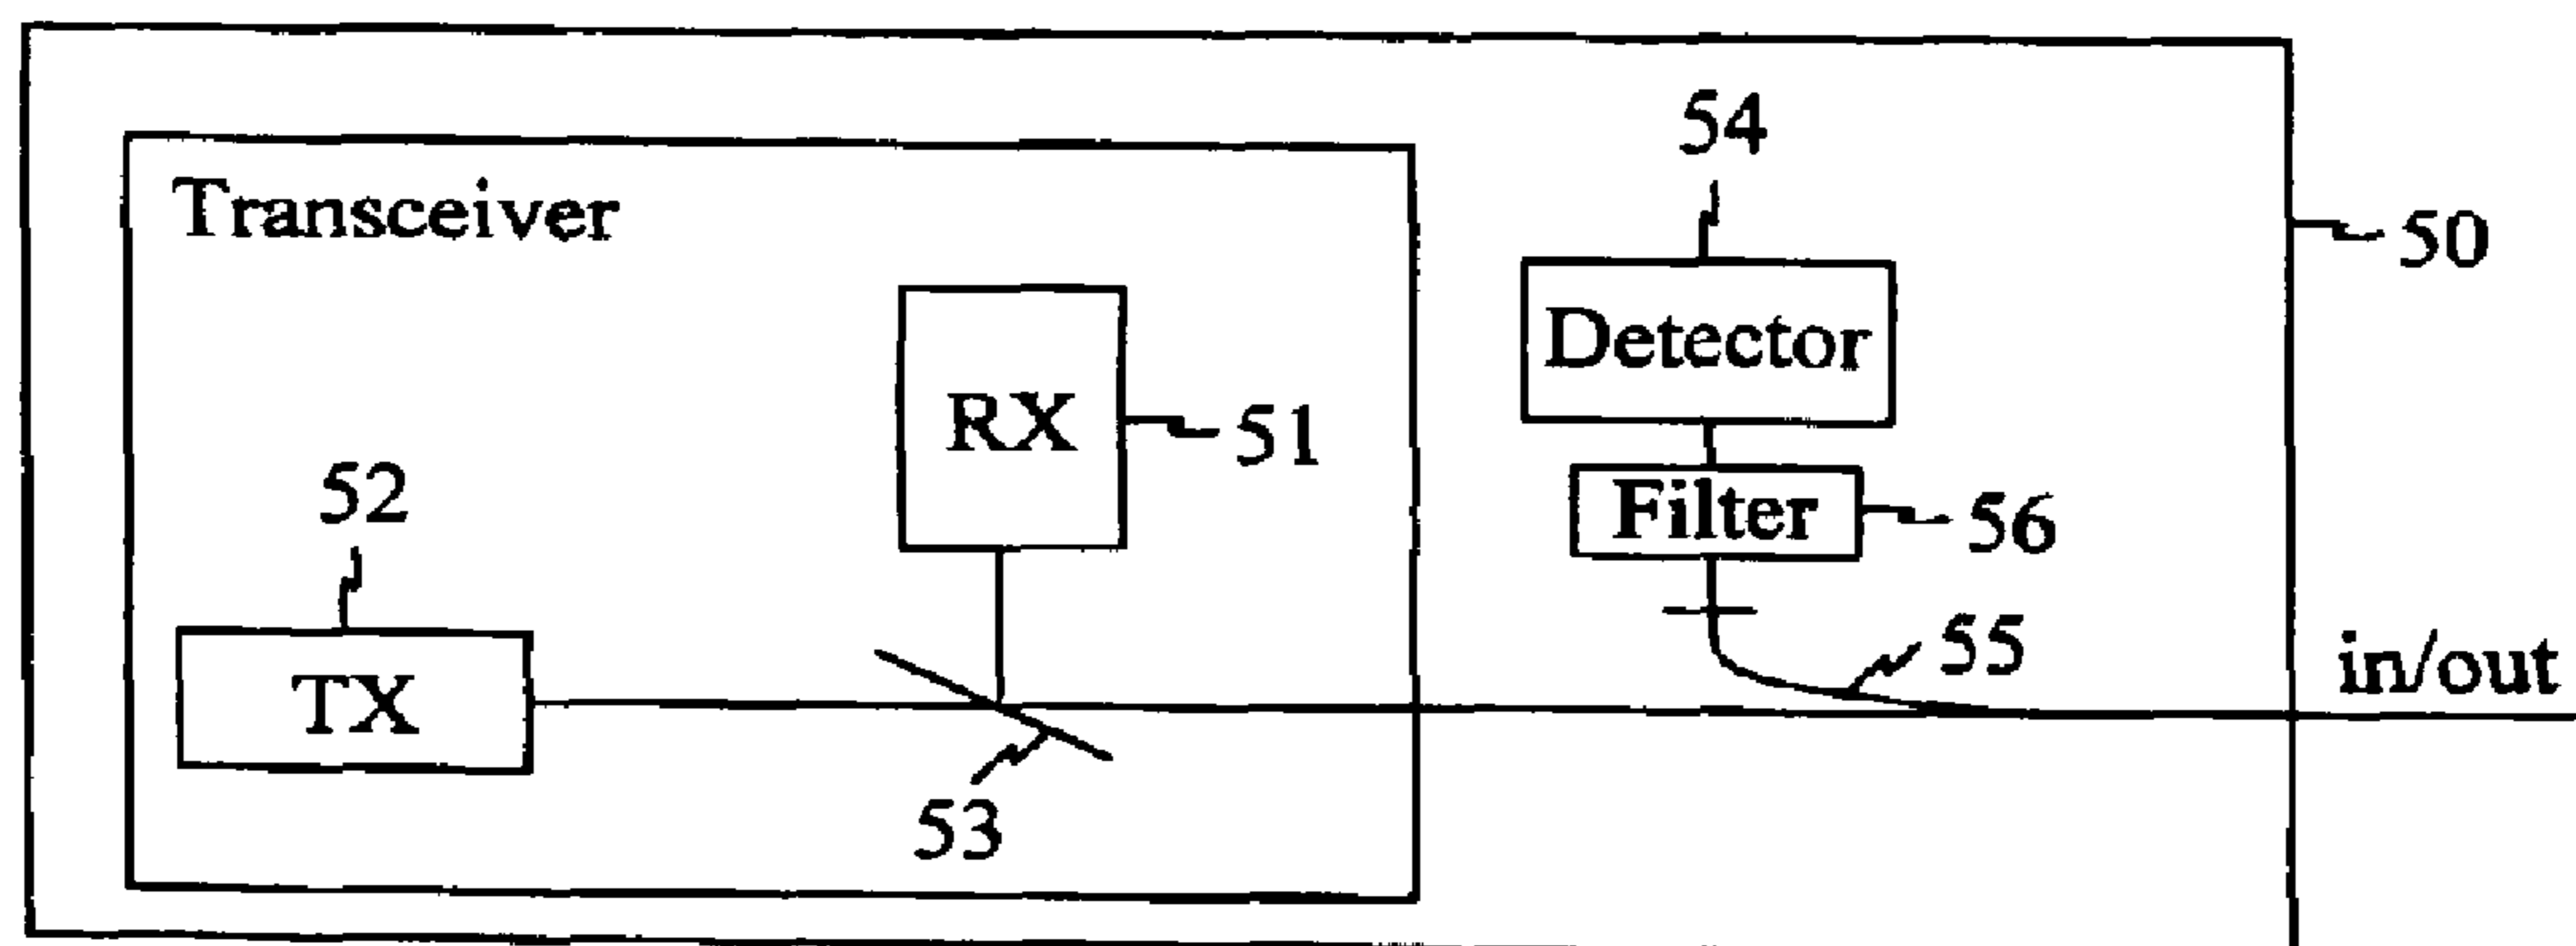 54
Transceiver
50
Detector
RX
51
52
Filter
56
55
in/out
TX
53